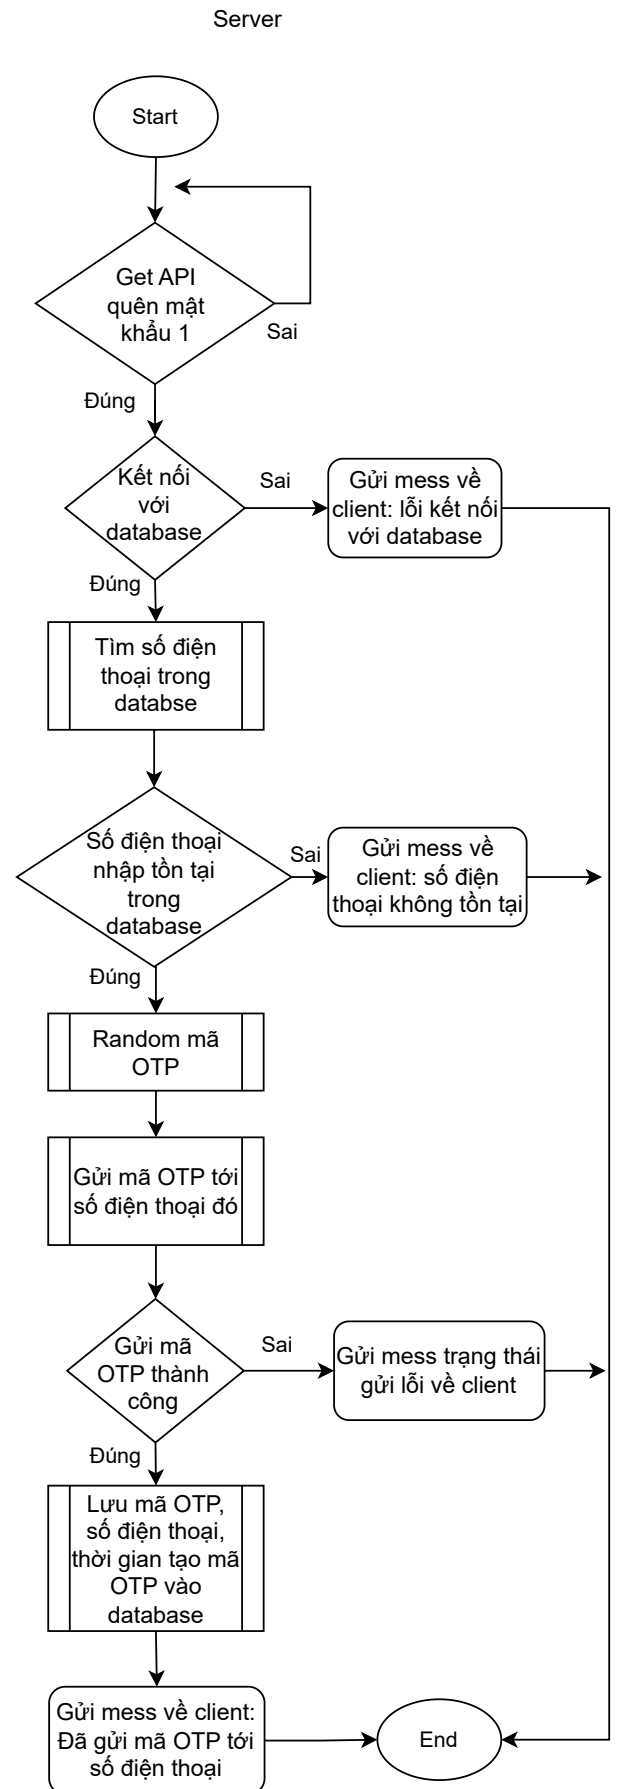 Server
Start
Get API
quên mật
khẩu 1
Sai
Đúng
Kết nối
với
database
Sai
Gửi mess về
client: lỗi kết nối
với database
Đúng
Tìm số điện
thoại trong
databse
Số điện thoại
nhập tồn tại
trong
database
Sai
Gửi mess về
client: số điện
thoại không tồn tại
Đúng
Random mã
OTP
Gửi mã OTP tới
số điện thoại đó
Gửi mã
OTP thành
công
Sai
Gửi mess trạng thái
gửi lỗi về client
Đúng
Lưu mã OTP,
số điện thoại,
thời gian tạo mã
OTP vào
database
Gửi mess về client:
Đã gửi mã OTP tới
số điện thoại
End